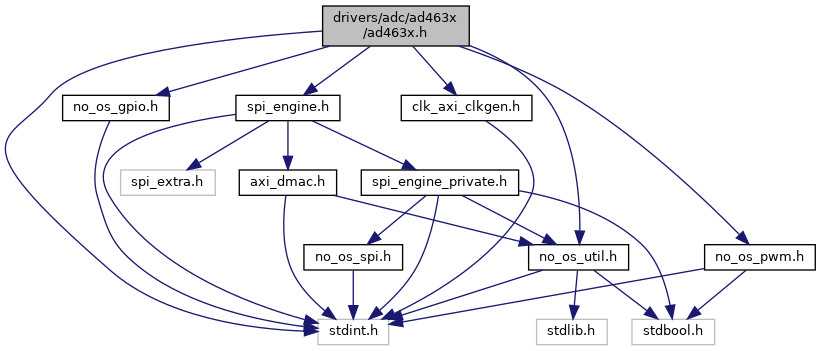 drivers/adc/ad463x
/ad463x.h
no_os_gpio.h
spi_engine.h
clk_axi_clkgen.h
spi_extra.h
axi_dmac.h
spi_engine_private.h
no_os_spi.h
no_os_util.h
no_os_pwm.h
stdint.h
stdlib.h
stdbool.h